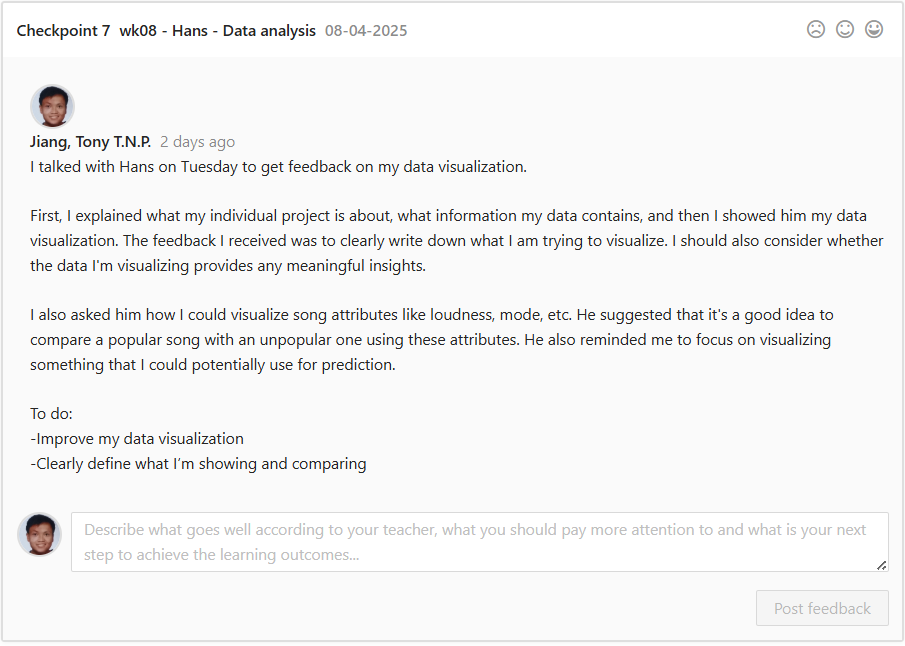 Checkpoint 7 wk08 - Hans - Data analysis 08-04-2025
Jiang, Tony T.N.P. 2 days ago
I talked with Hans on Tuesday to get feedback on my data visualization.
First, I explained what my individual project is about, what information my data contains, and then I showed him my data
visualization. The feedback I received was to clearly write down what I am trying to visualize. I should also consider whether
the data I'm visualizing provides any meaningful insights.
I also asked him how I could visualize song attributes like loudness, mode, etc. He suggested that it's a good idea to
compare a popular song with an unpopular one using these attributes. He also reminded me to focus on visualizing
something that I could potentially use for prediction.
To do:
-Improve my data visualization
-Clearly define what I’m showing and comparing
Describe what goes well according to your teacher, what you should pay more attention to and what is your next
step to achieve the learning outcomes...
Post feedback